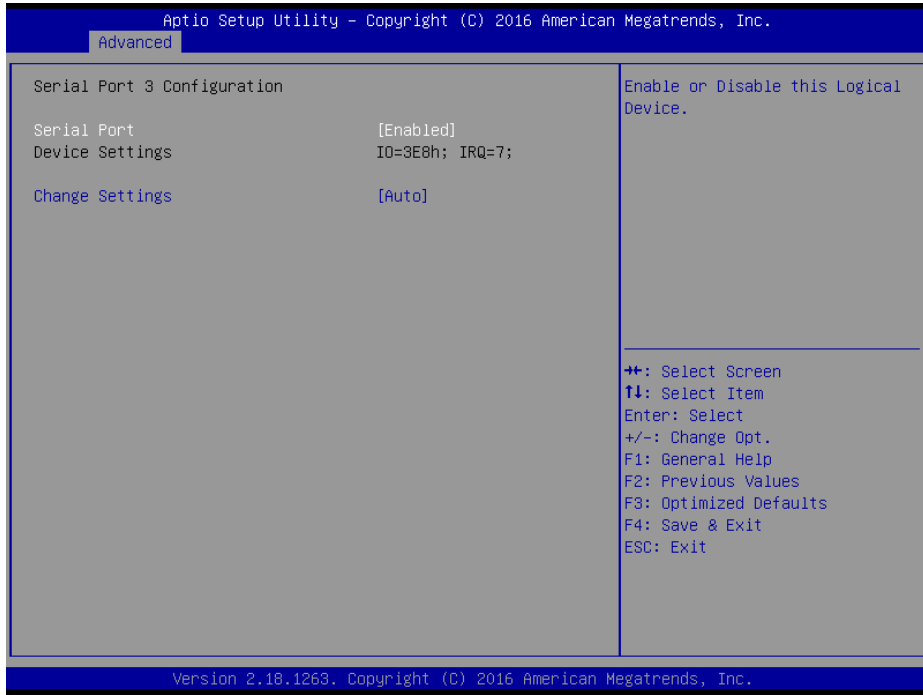 Aptio Setup Utility – Copyright (C) 2016 American Megatrends, Inc.
Advanced
Serial Port 3 Configuration
Serial Port [Enabled]
Device Settings IO=3E8h; IRQ=7;
Change Settings [Auto]
Enable or Disable this Logical
Device.
→←: Select Screen
↑↓: Select Item
Enter: Select
+/-: Change Opt.
F1: General Help
F2: Previous Values
F3: Optimized Defaults
F4: Save & Exit
ESC: Exit
Version 2.18.1263. Copyright (C) 2016 American Megatrends, Inc.